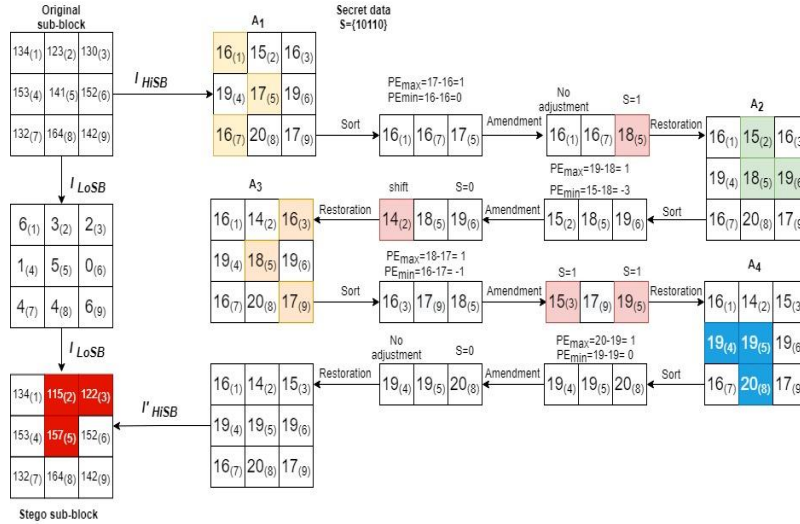 Original
sub-block
134(1) 123(2) 130(3)
153(4) 141(5) 152(6)
132(7) 164(8) 142(9)
I HiSB
A1
16(1) 15(2) 16(3)
19(4) 17(5) 19(6)
16(7) 20(8) 17(9)
Secret data
S={10110}
Sort
PEmax=17-16=1
PEmin=16-16=0
16(1) 16(7) 17(5)
Amendment
No
adjustment
S=1
16(1) 16(7) 18(5)
Restoration
A2
16(1) 15(2) 16(3
19(4) 18(5) 19(6
16(7) 20(8) 17(9
Sort
PEmax=19-18= 1
PEmin=15-18= -3
15(2) 18(5) 19(6)
Amendment
shift
S=0
14(2) 18(5) 19(6)
Restoration
A3
16(1) 14(2) 16(3)
19(4) 18(5) 19(6)
16(7) 20(8) 17(9)
Sort
PEmax=18-17= 1
PEmin=16-17= -1
16(3) 17(9) 18(5)
Amendment
S=1
S=1
15(3) 17(9) 19(5)
Restoration
A4
16(1) 14(2) 15(3
19(4) 19(5) 19(6
16(7) 20(8) 17(9
Sort
PEmax=20-19= 1
PEmin=19-19= 0
19(4) 19(5) 20(8)
Amendment
No
adjustment
S=0
19(4) 19(5) 20(8)
Restoration
16(1) 14(2) 15(3)
19(4) 19(5) 19(6)
16(7) 20(8) 17(9)
I' HiSB
I LoSB
6(1) 3(2) 2(3)
1(4) 5(5) 0(6)
4(7) 4(8) 6(9)
I LoSB
134(1) 115(2) 122(3)
153(4) 157(5) 152(6)
132(7) 164(8) 142(9)
Stego sub-block